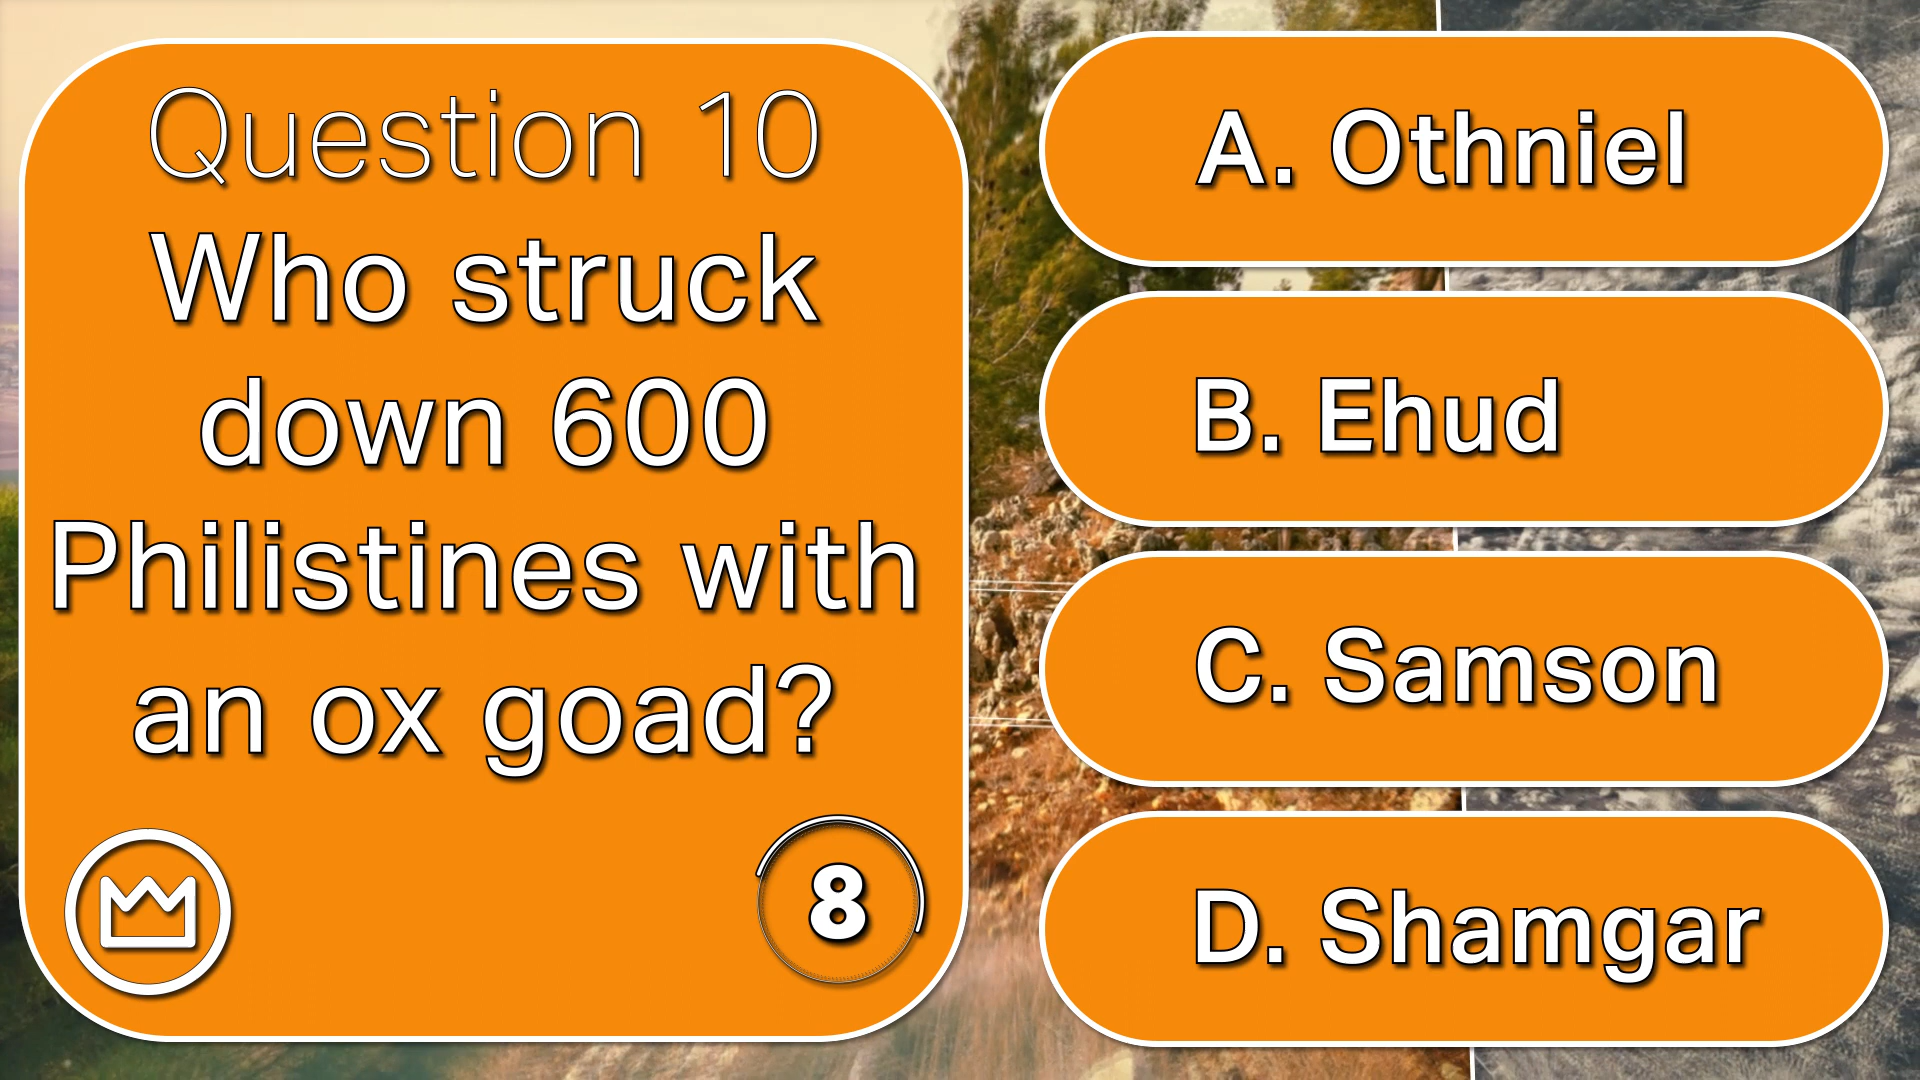 Question 10
Who struck
down 600
Philistines with
an ox goad?
8
A. Othniel
B. Ehud
C. Samson
D. Shamgar